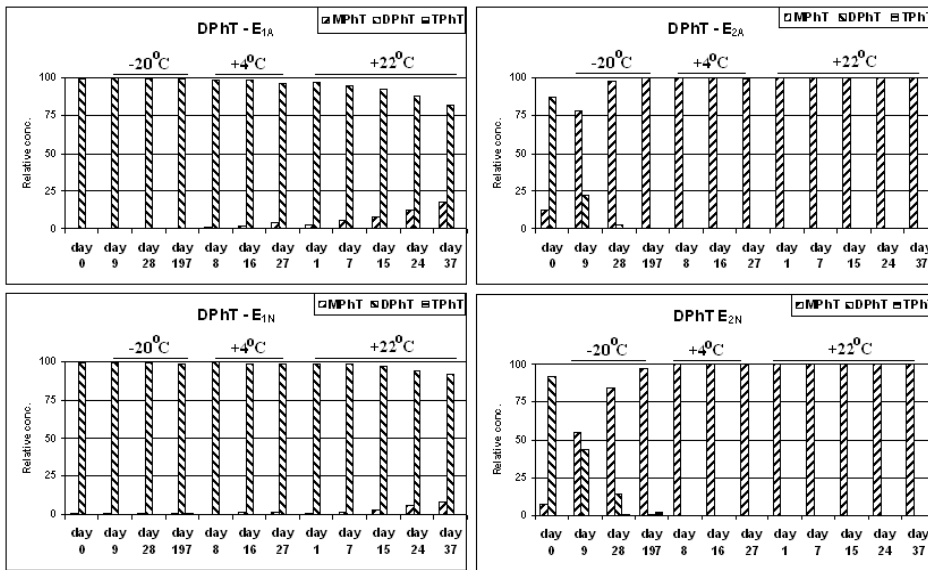 DPhT - E1A
MPhT DPhT TPhT
-20°C +4°C +22°C
100
75
50
25
0
Relative conc.
day day day day day day day day day day day day
0 9 28 197 8 16 27 1 7 15 24 37
DPhT - E2A
MPhT DPhT TPhT
-20°C +4°C +22°C
100
75
50
25
0
Relative conc.
day day day day day day day day day day day day
0 9 28 197 8 16 27 1 7 15 24 37
DPhT - E1N
MPhT DPhT TPhT
-20°C +4°C +22°C
100
75
50
25
0
Relative conc.
day day day day day day day day day day day day
0 9 28 197 8 16 27 1 7 15 24 37
DPhT E2N
MPhT DPhT TPhT
-20°C +4°C +22°C
100
75
50
25
0
Relative conc.
day day day day day day day day day day day day
0 9 28 197 8 16 27 1 7 15 24 37